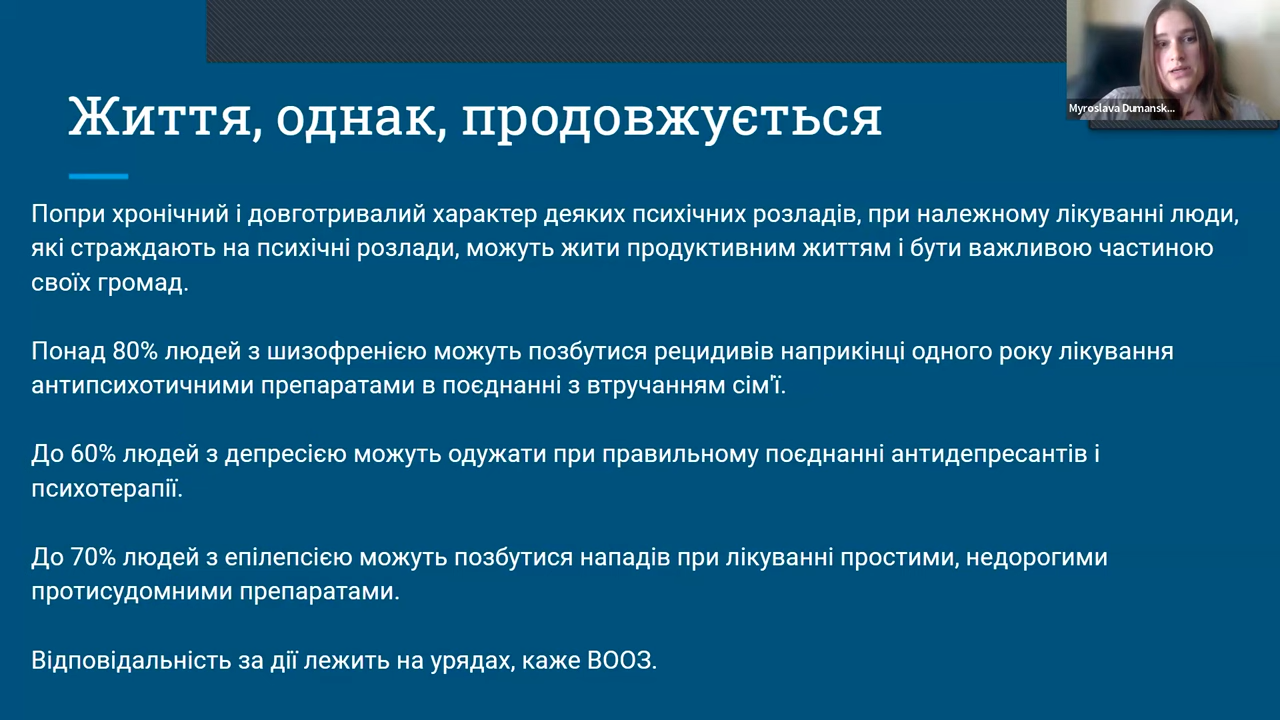 Життя, однак, продовжується
Myroslava Dumansk...
Попри хронічний і довготривалий характер деяких психічних розладів, при належному лікуванні люди,
які страждають на психічні розлади, можуть жити продуктивним життям і бути важливою частиною
своїх громад.
Понад 80% людей з шизофренією можуть позбутися рецидивів наприкінці одного року лікування
антипсихотичними препаратами в поєднанні з втручанням сім'ї.
До 60% людей з депресією можуть одужати при правильному поєднанні антидепресантів і
психотерапії.
До 70% людей з епілепсією можуть позбутися нападів при лікуванні простими, недорогими
протисудомними препаратами.
Відповідальність за дії лежить на урядах, каже ВООЗ.